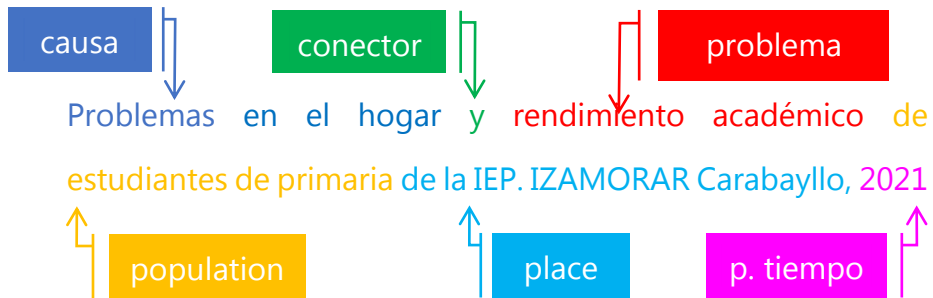 causa conector problema
Problemas en el hogar y rendimiento académico de
estudiantes de primaria de la IEP. IZAMORAR Carabayllo, 2021
population place p. tiempo